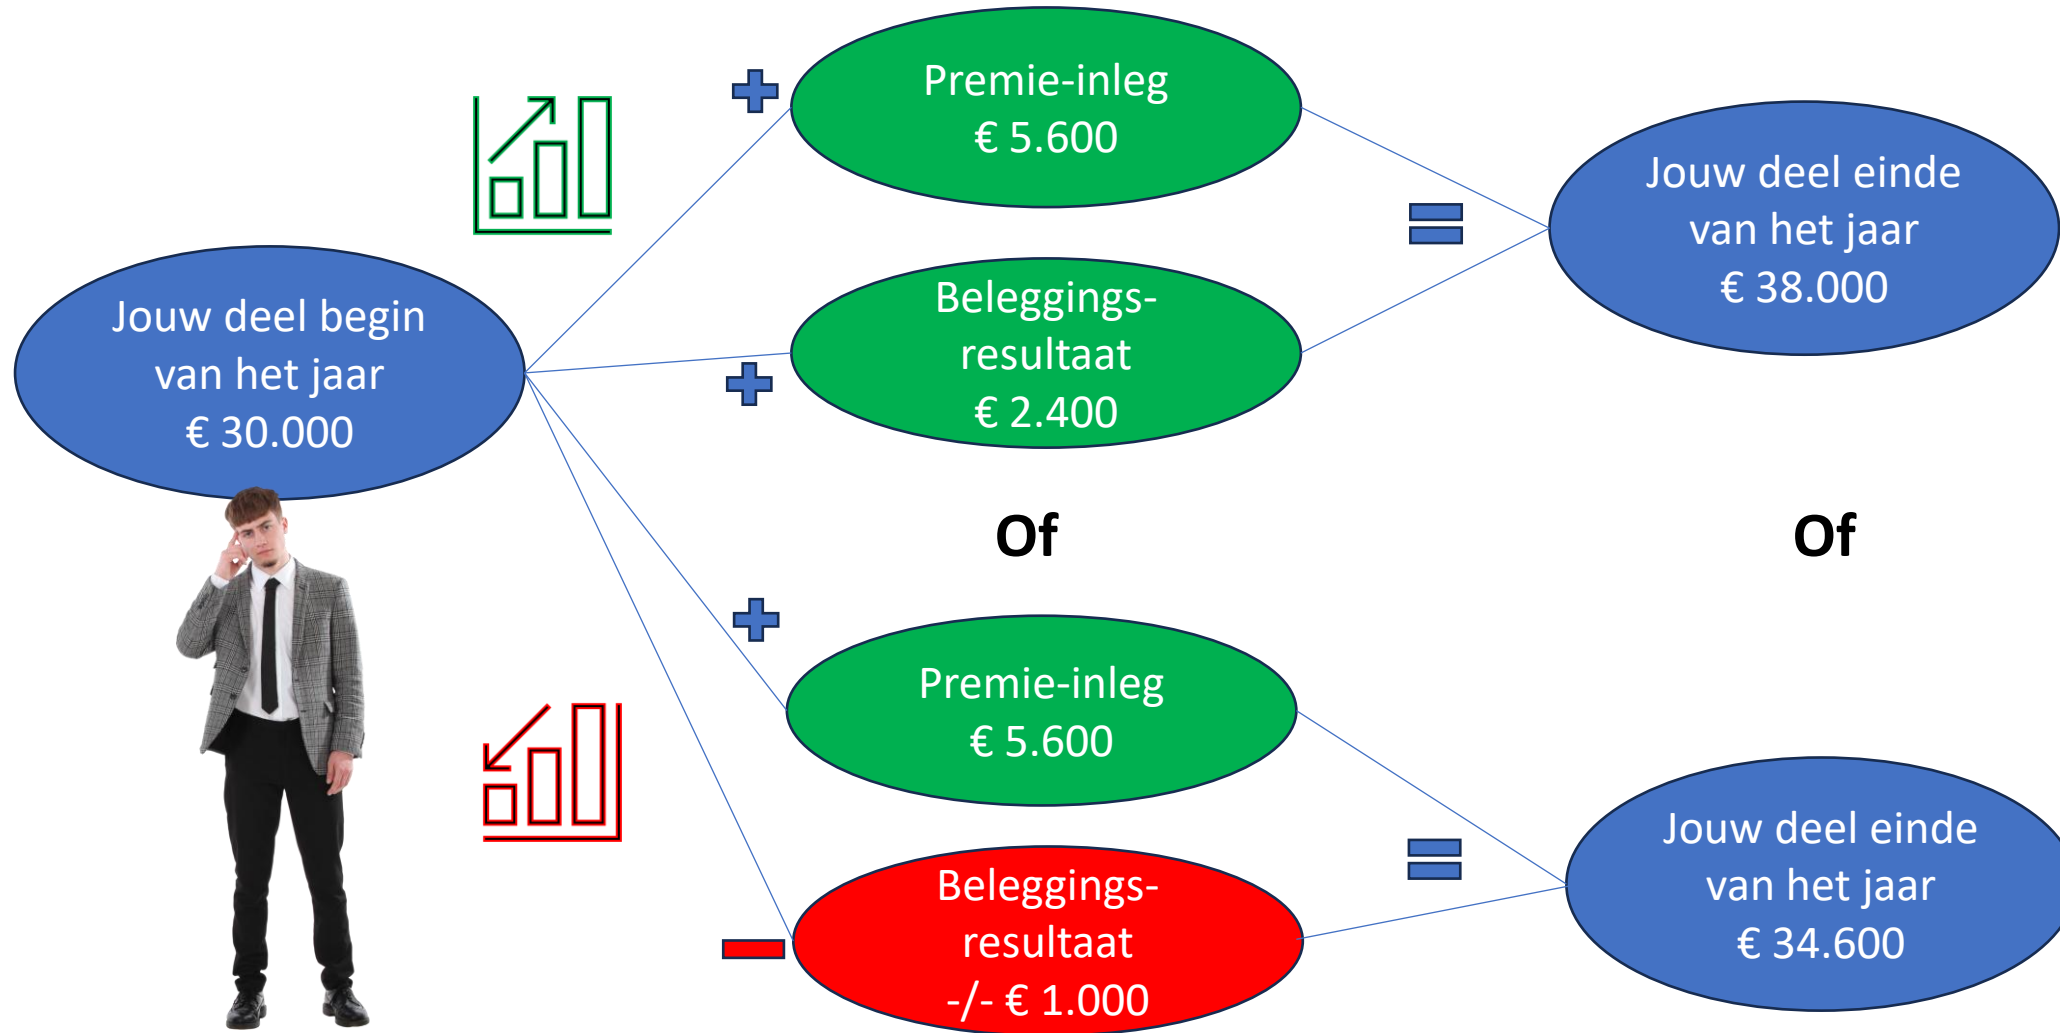 Jouw deel begin
van het jaar
€ 30.000
Premie-inleg
€ 5.600
Beleggings-
resultaat
€ 2.400
Jouw deel einde
van het jaar
€ 38.000
Of
Of
Premie-inleg
€ 5.600
Beleggings-
resultaat
-/- € 1.000
Jouw deel einde
van het jaar
€ 34.600